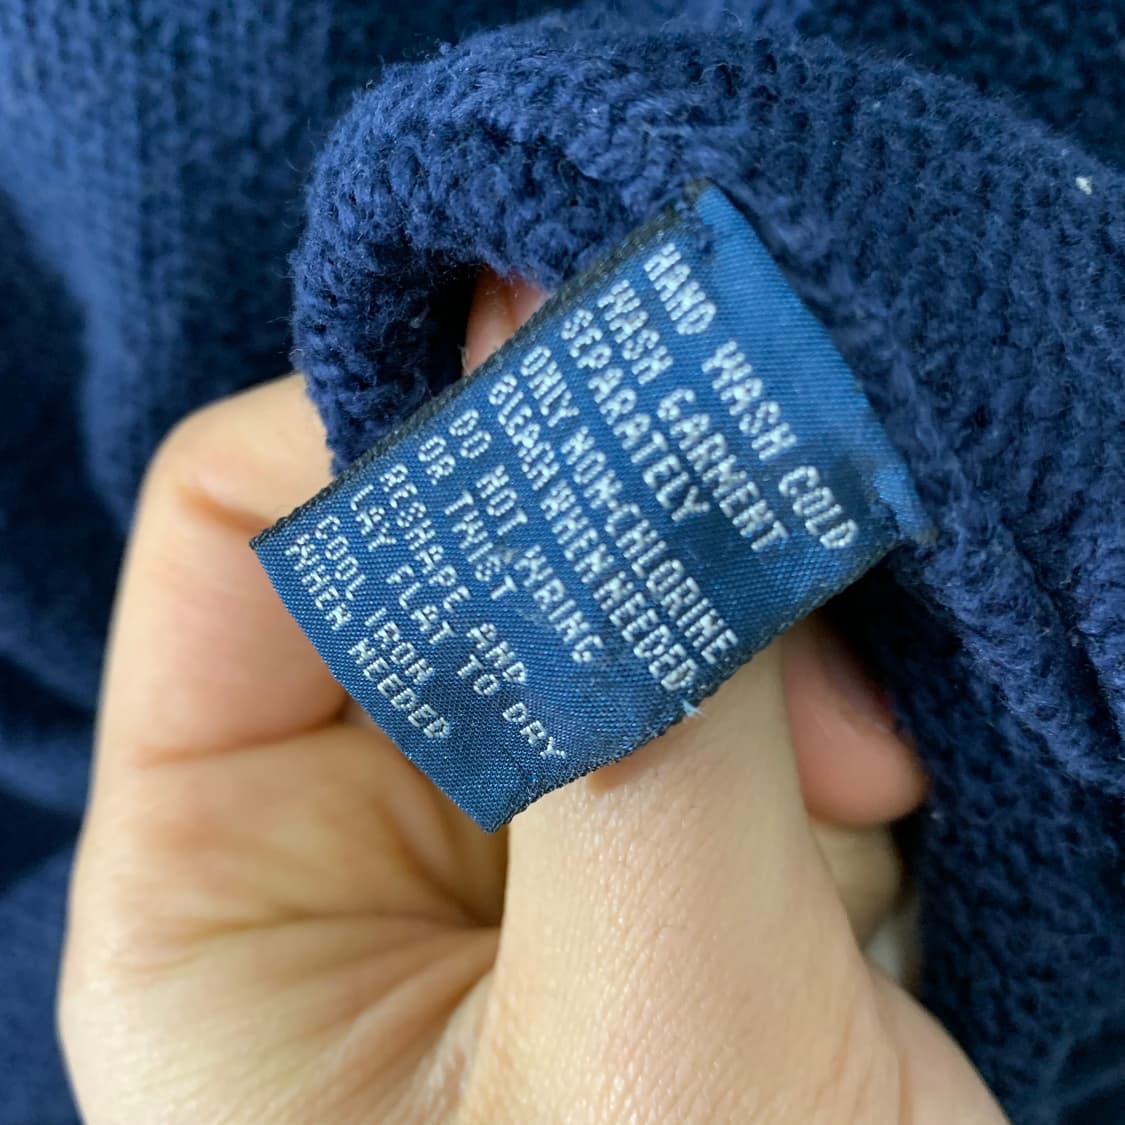 HAND WASH COLD
WASH GARMENT
SEPARATELY
ONLY NON-CHLORINE
BLEACH WHEN NEEDED
DO NOT WRING
OR TWIST
RESHAPE AND
LAY FLAT TO DRY
COOL IRON
WHEN NEEDED